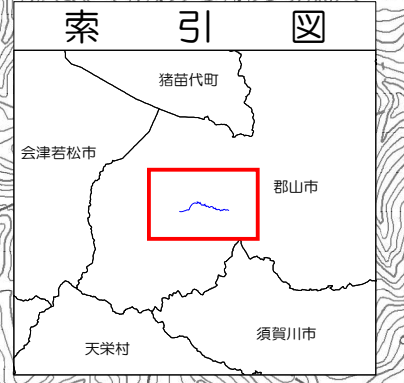 索引図
猪苗代町
会津若松市
郡山市
須賀川市
天栄村